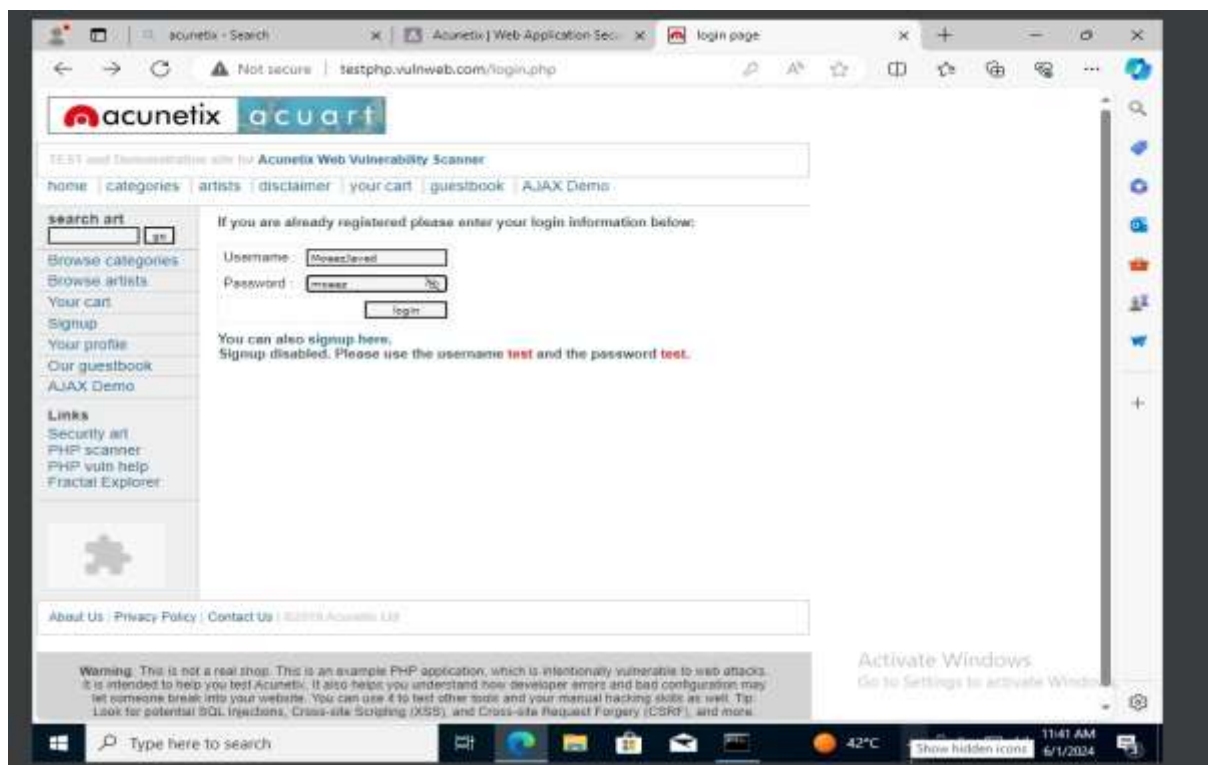 acunetix - Search
Acunetix | Web Application Sec
login page
Not secure
testphp.vulnweb.com/login.php
acunetix acuart
TEST and Demonstration site for Acunetix Web Vulnerability Scanner
home categories artists disclaimer your cart guestbook AJAX Demo
search art
go
Browse categories
Browse artists
Your cart
Signup
Your profile
Our guestbook
AJAX Demo
Links
Security art
PHP scanner
PHP vuln help
Fractal Explorer
If you are already registered please enter your login information below:
Username : MoeezJaved
Password : moeez
login
You can also signup here.
Signup disabled. Please use the username test and the password test.
About Us | Privacy Policy | Contact Us | ©2019 Acunetix Ltd
Warning: This is not a real shop. This is an example PHP application, which is intentionally vulnerable to web attacks.
It is intended to help you test Acunetix. It also helps you understand how developer errors and bad configuration may
let someone break into your website. You can use it to test other tools and your manual hacking skills as well. Tip:
Look for potential SQL Injections, Cross-site Scripting (XSS), and Cross-site Request Forgery (CSRF), and more.
Activate Windows
Go to Settings to activate Windows
Type here to search
42°C
Show hidden icons
11:41 AM
6/1/2024